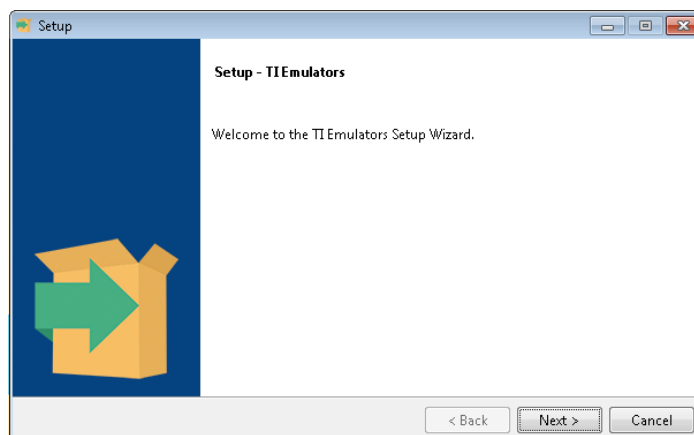 Setup
Setup - TI Emulators
Welcome to the TI Emulators Setup Wizard.
< Back
Next >
Cancel